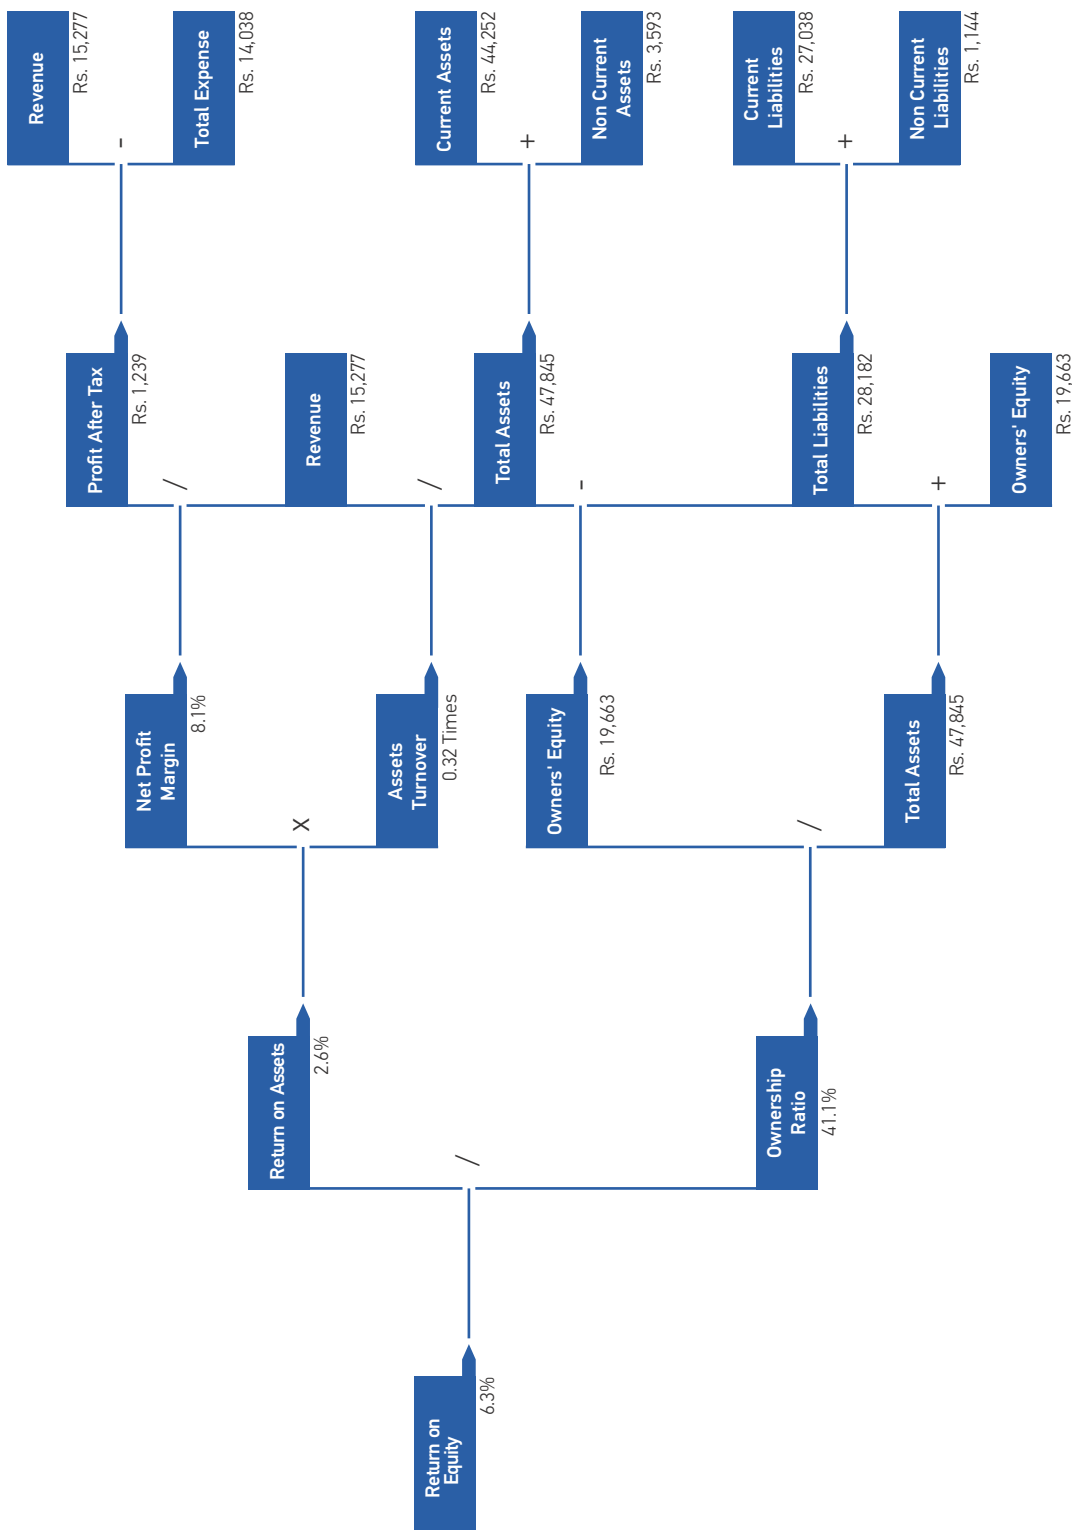 Return on
Equity
6.3%
/
Return on Assets
2.6%
Ownership
Ratio
41.1%
X
Net Profit
Margin
8.1%
Assets
Turnover
0.32 Times
/
Owners' Equity
Rs. 19,663
Total Assets
Rs. 47,845
/
Profit After Tax
Rs. 1,239
Revenue
Rs. 15,277
/
Total Assets
Rs. 47,845
-
Total Liabilities
Rs. 28,182
+
Owners' Equity
Rs. 19,663
Revenue
Rs. 15,277
-
Total Expense
Rs. 14,038
Current Assets
Rs. 44,252
+
Non Current
Assets
Rs. 3,593
Current
Liabilities
Rs. 27,038
+
Non Current
Liabilities
Rs. 1,144